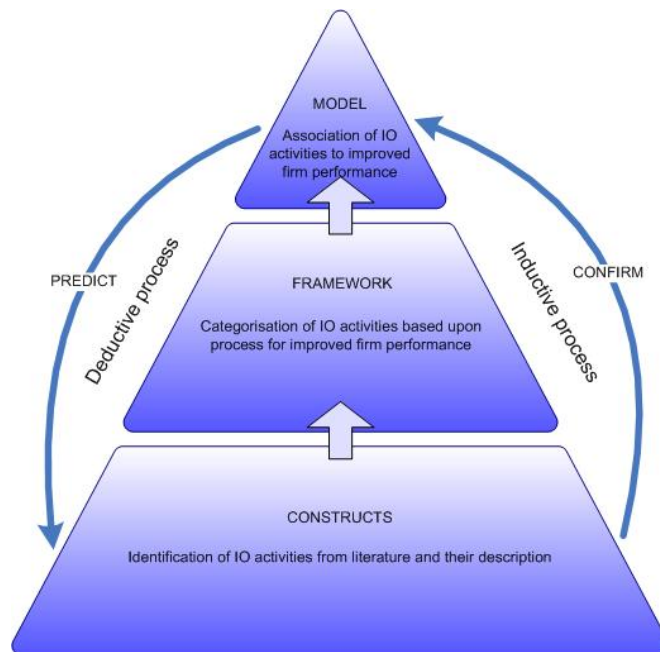 MODEL
Association of IO
activities to improved
firm performance
PREDICT
Deductive process
FRAMEWORK
Categorisation of IO activities based upon
process for improved firm performance
Inductive process
CONFIRM
CONSTRUCTS
Identification of IO activities from literature and their description